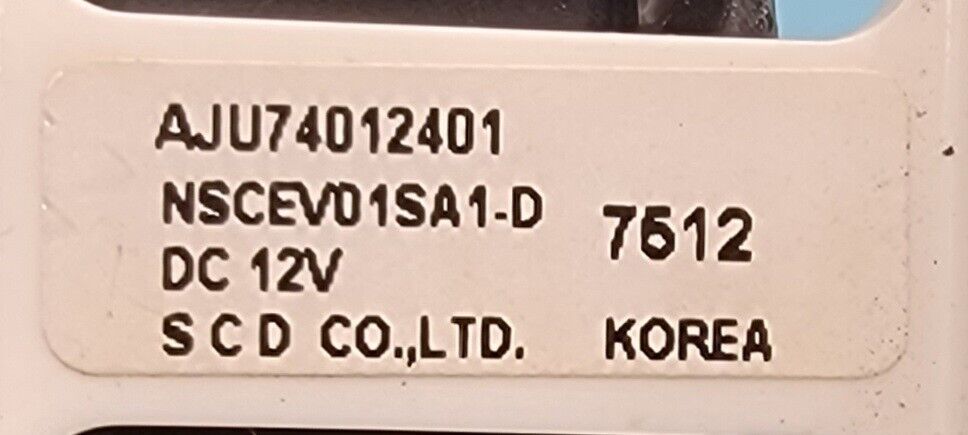 AJU74012401
NSCEV01SA1-D
7512
DC 12V
S C D CO.,LTD. KOREA